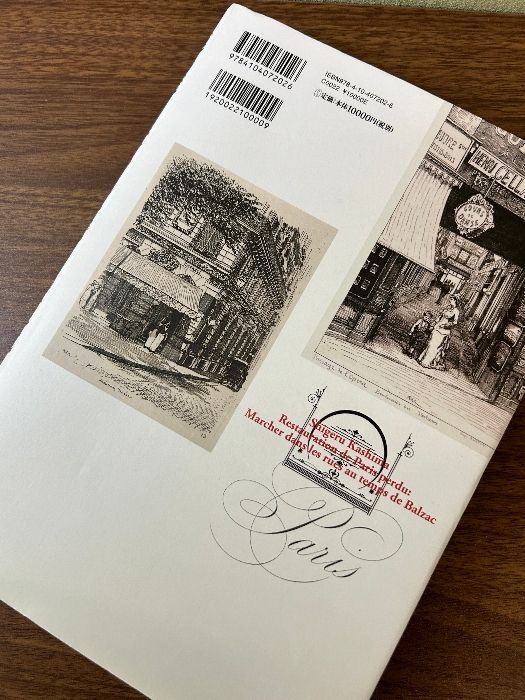 9784104072026
1920022100009
ISBN978-4-10-407202-6
C0022 ¥10000E
①定価:本体10000円(税別)
Shigeru Kashima
Restauration de Paris perdu:
Marcher dans les rues au temps de Balzac
Paris